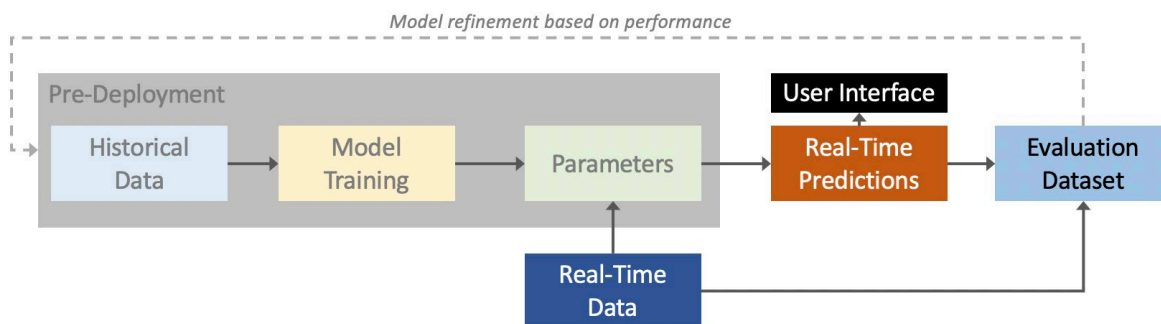 Model refinement based on performance
Pre-Deployment
User Interface
Historical
Data
Model
Training
Parameters
Real-Time
Predictions
Evaluation
Dataset
Real-Time
Data